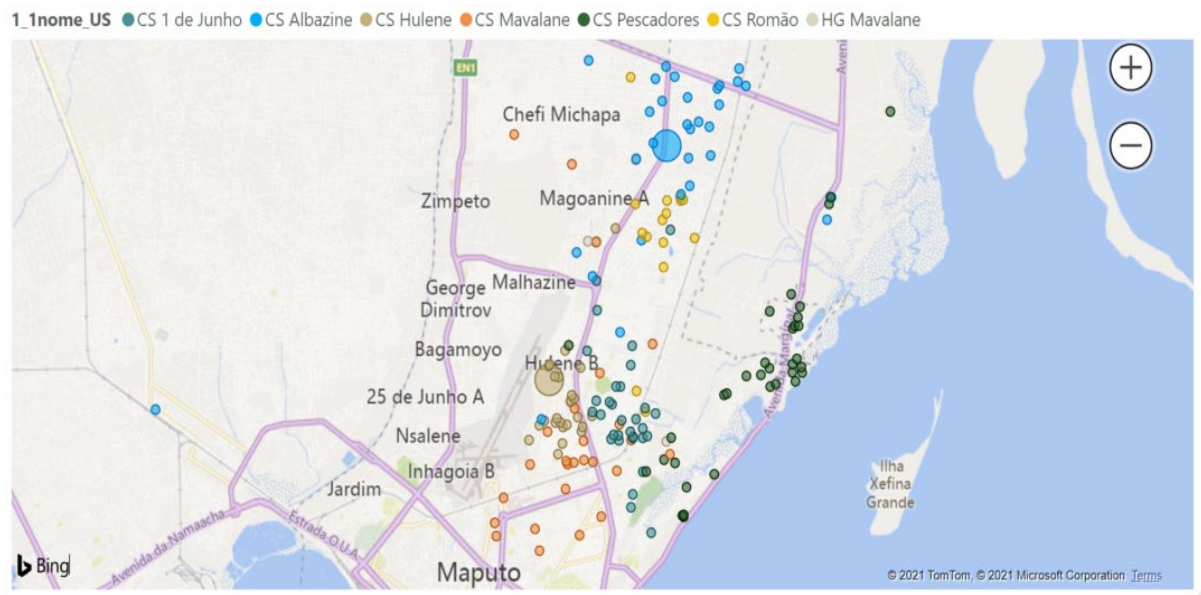 1_1nome_US CS 1 de Junho CS Albazine CS Hulene CS Mavalane CS Pescadores CS Romão HG Mavalane
Aveni
EN1
Chefi Michapa
Zimpeto
Magoanine A
George
Dimitrov
Malhazine
Bagamoyo
Hulene B
Avenida Marginal
25 de Junho A
Nsalene
Inhagoia B
Jardim
Ilha
Xefina
Grande
Avenida da Namaacha
Estrada O.U.A.
Maputo
Bing
© 2021 TomTom, © 2021 Microsoft Corporation Terms